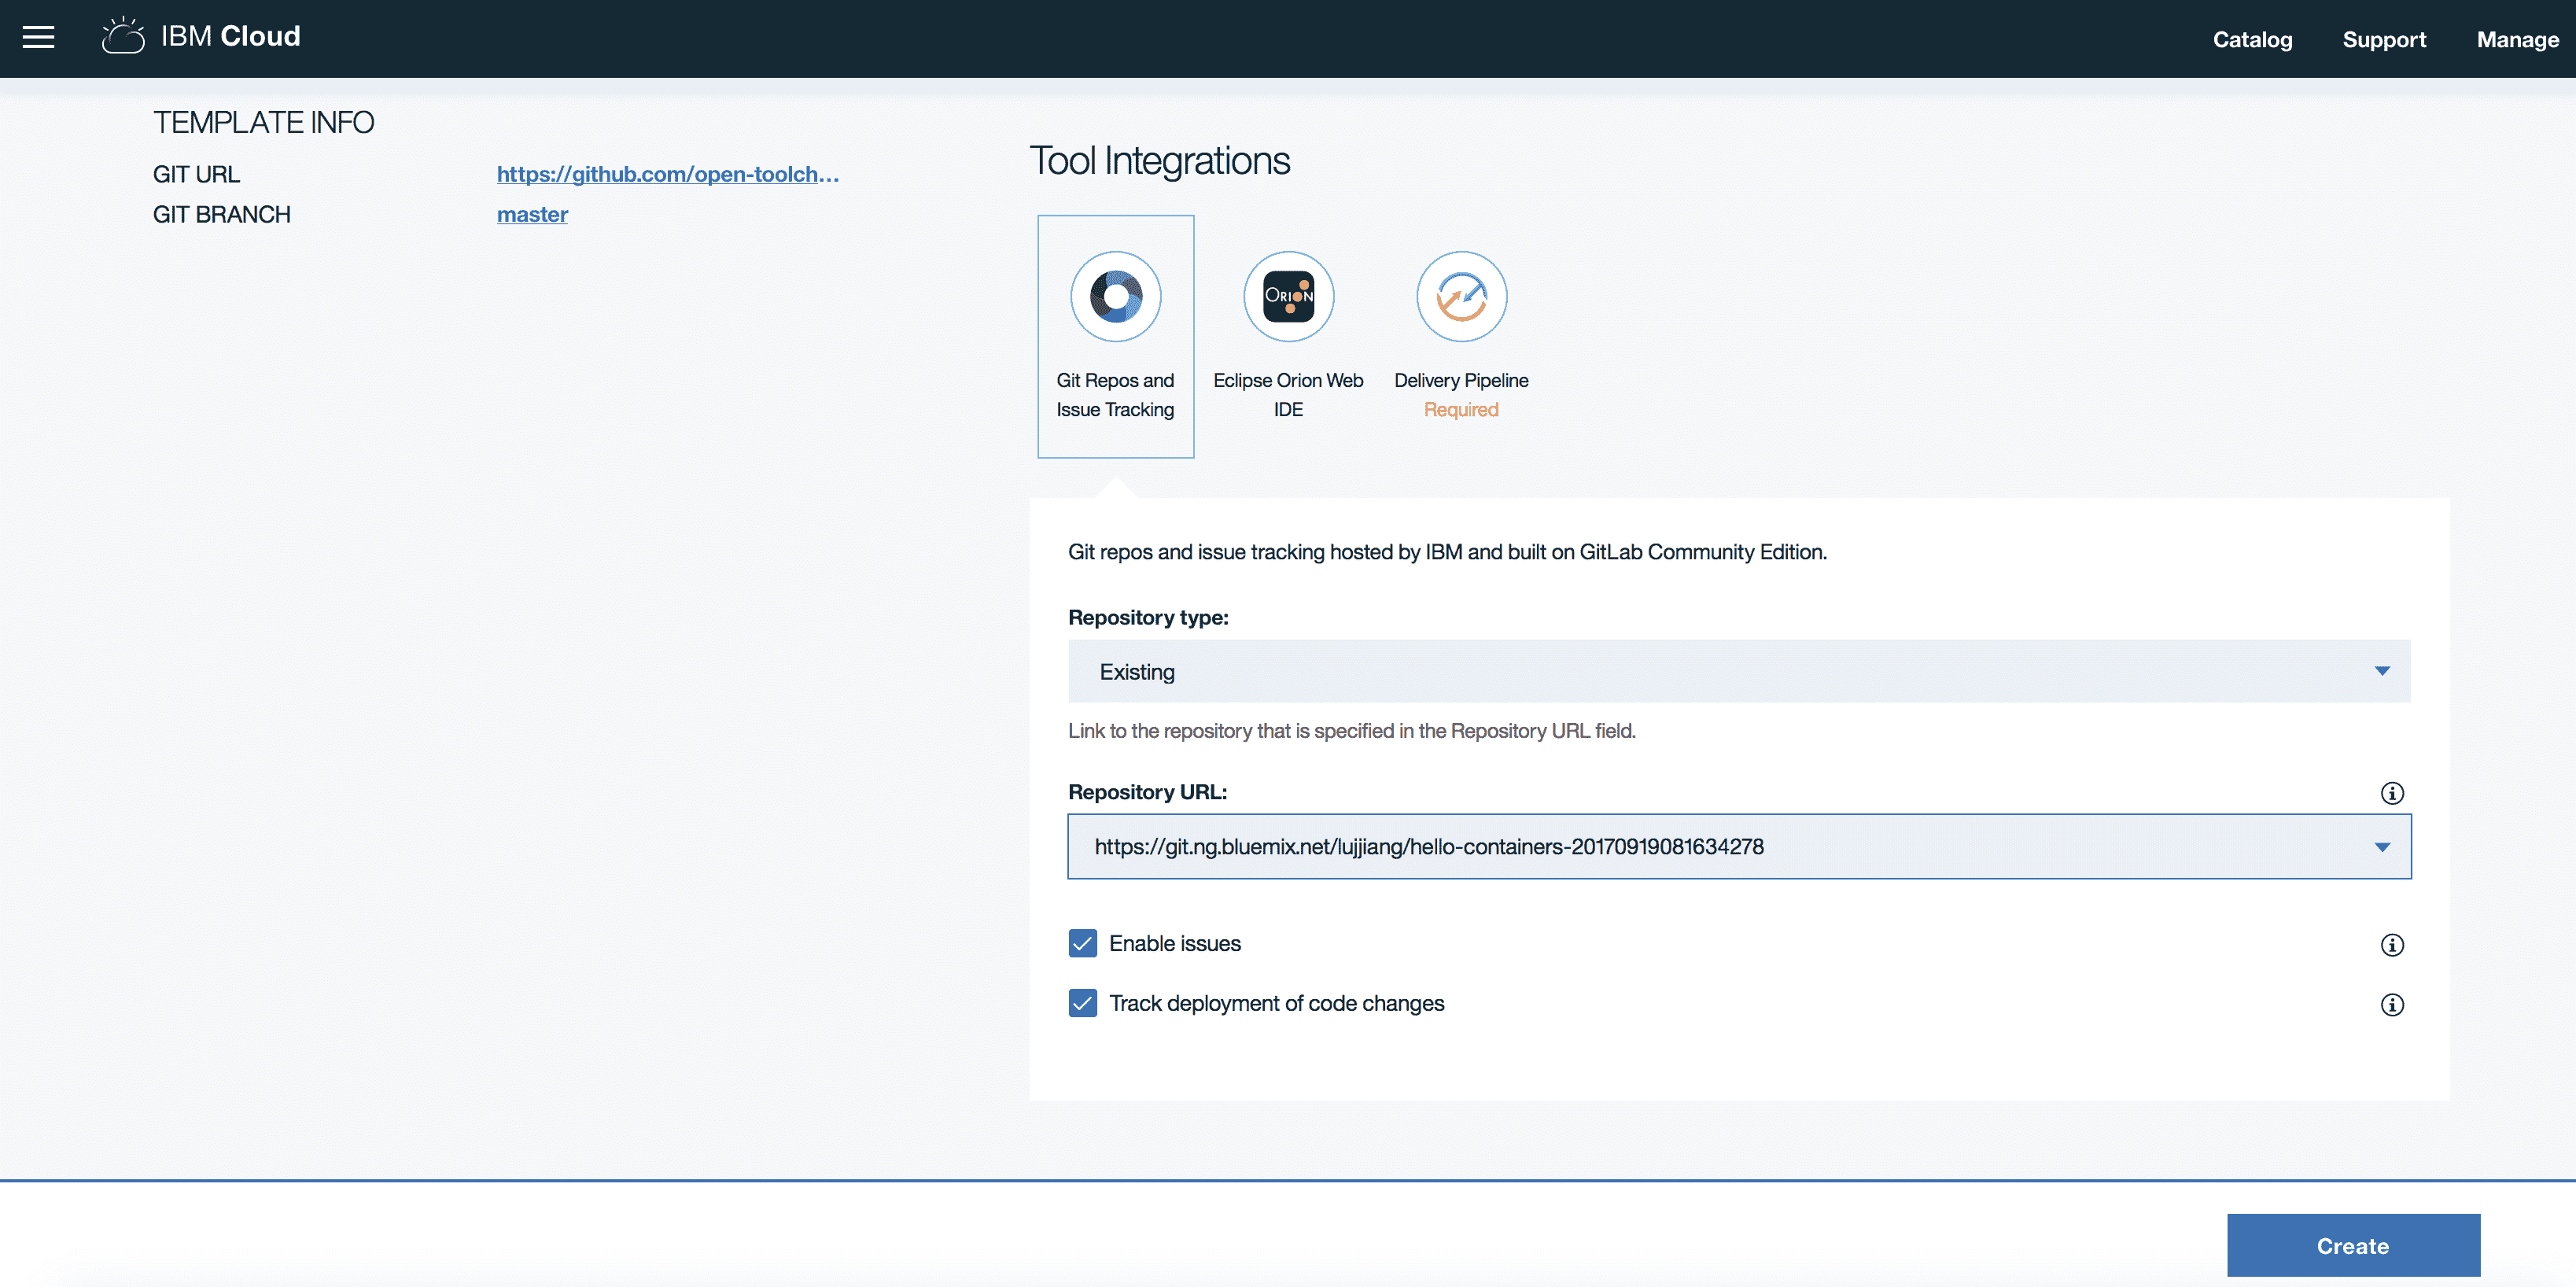 IBM Cloud
Catalog
Support
Manage
TEMPLATE INFO
GIT URL
https://github.com/open-toolch...
GIT BRANCH
master
Tool Integrations
Git Repos and
Issue Tracking
ORION
Eclipse Orion Web
IDE
Delivery Pipeline
Required
Git repos and issue tracking hosted by IBM and built on GitLab Community Edition.
Repository type:
Existing
Link to the repository that is specified in the Repository URL field.
Repository URL:
https://git.ng.bluemix.net/lujjiang/hello-containers-20170919081634278
Enable issues
Track deployment of code changes
Create